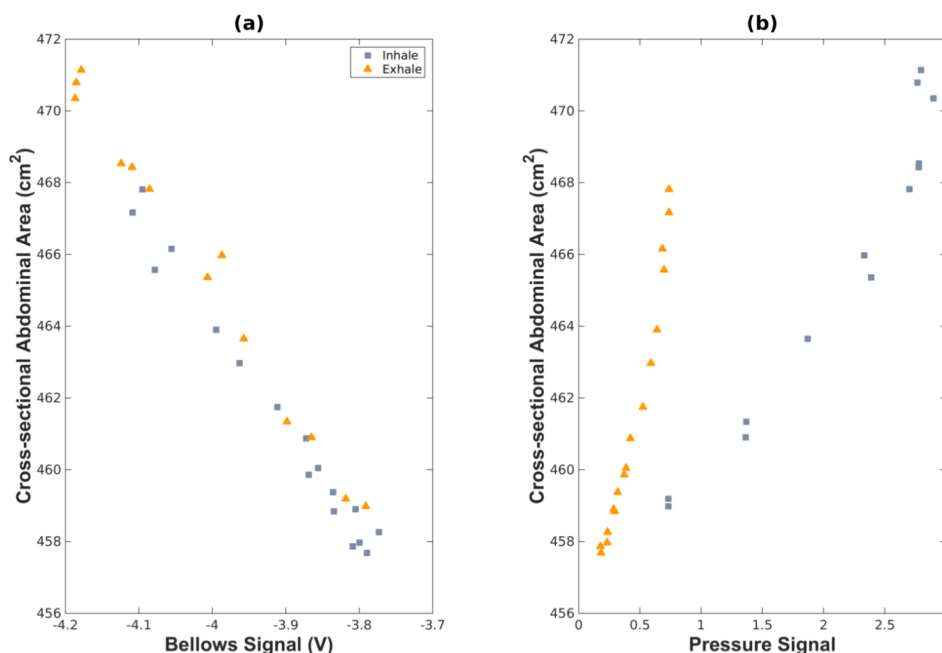 (a)
472
470
468
466
464
462
460
458
456
Cross-sectional Abdominal Area (cm²)
Inhale
Exhale
-4.2 -4.1 -4 -3.9 -3.8 -3.7
Bellows Signal (V)
(b)
472
470
468
466
464
462
460
458
456
Cross-sectional Abdominal Area (cm²)
0 0.5 1 1.5 2 2.5
Pressure Signal